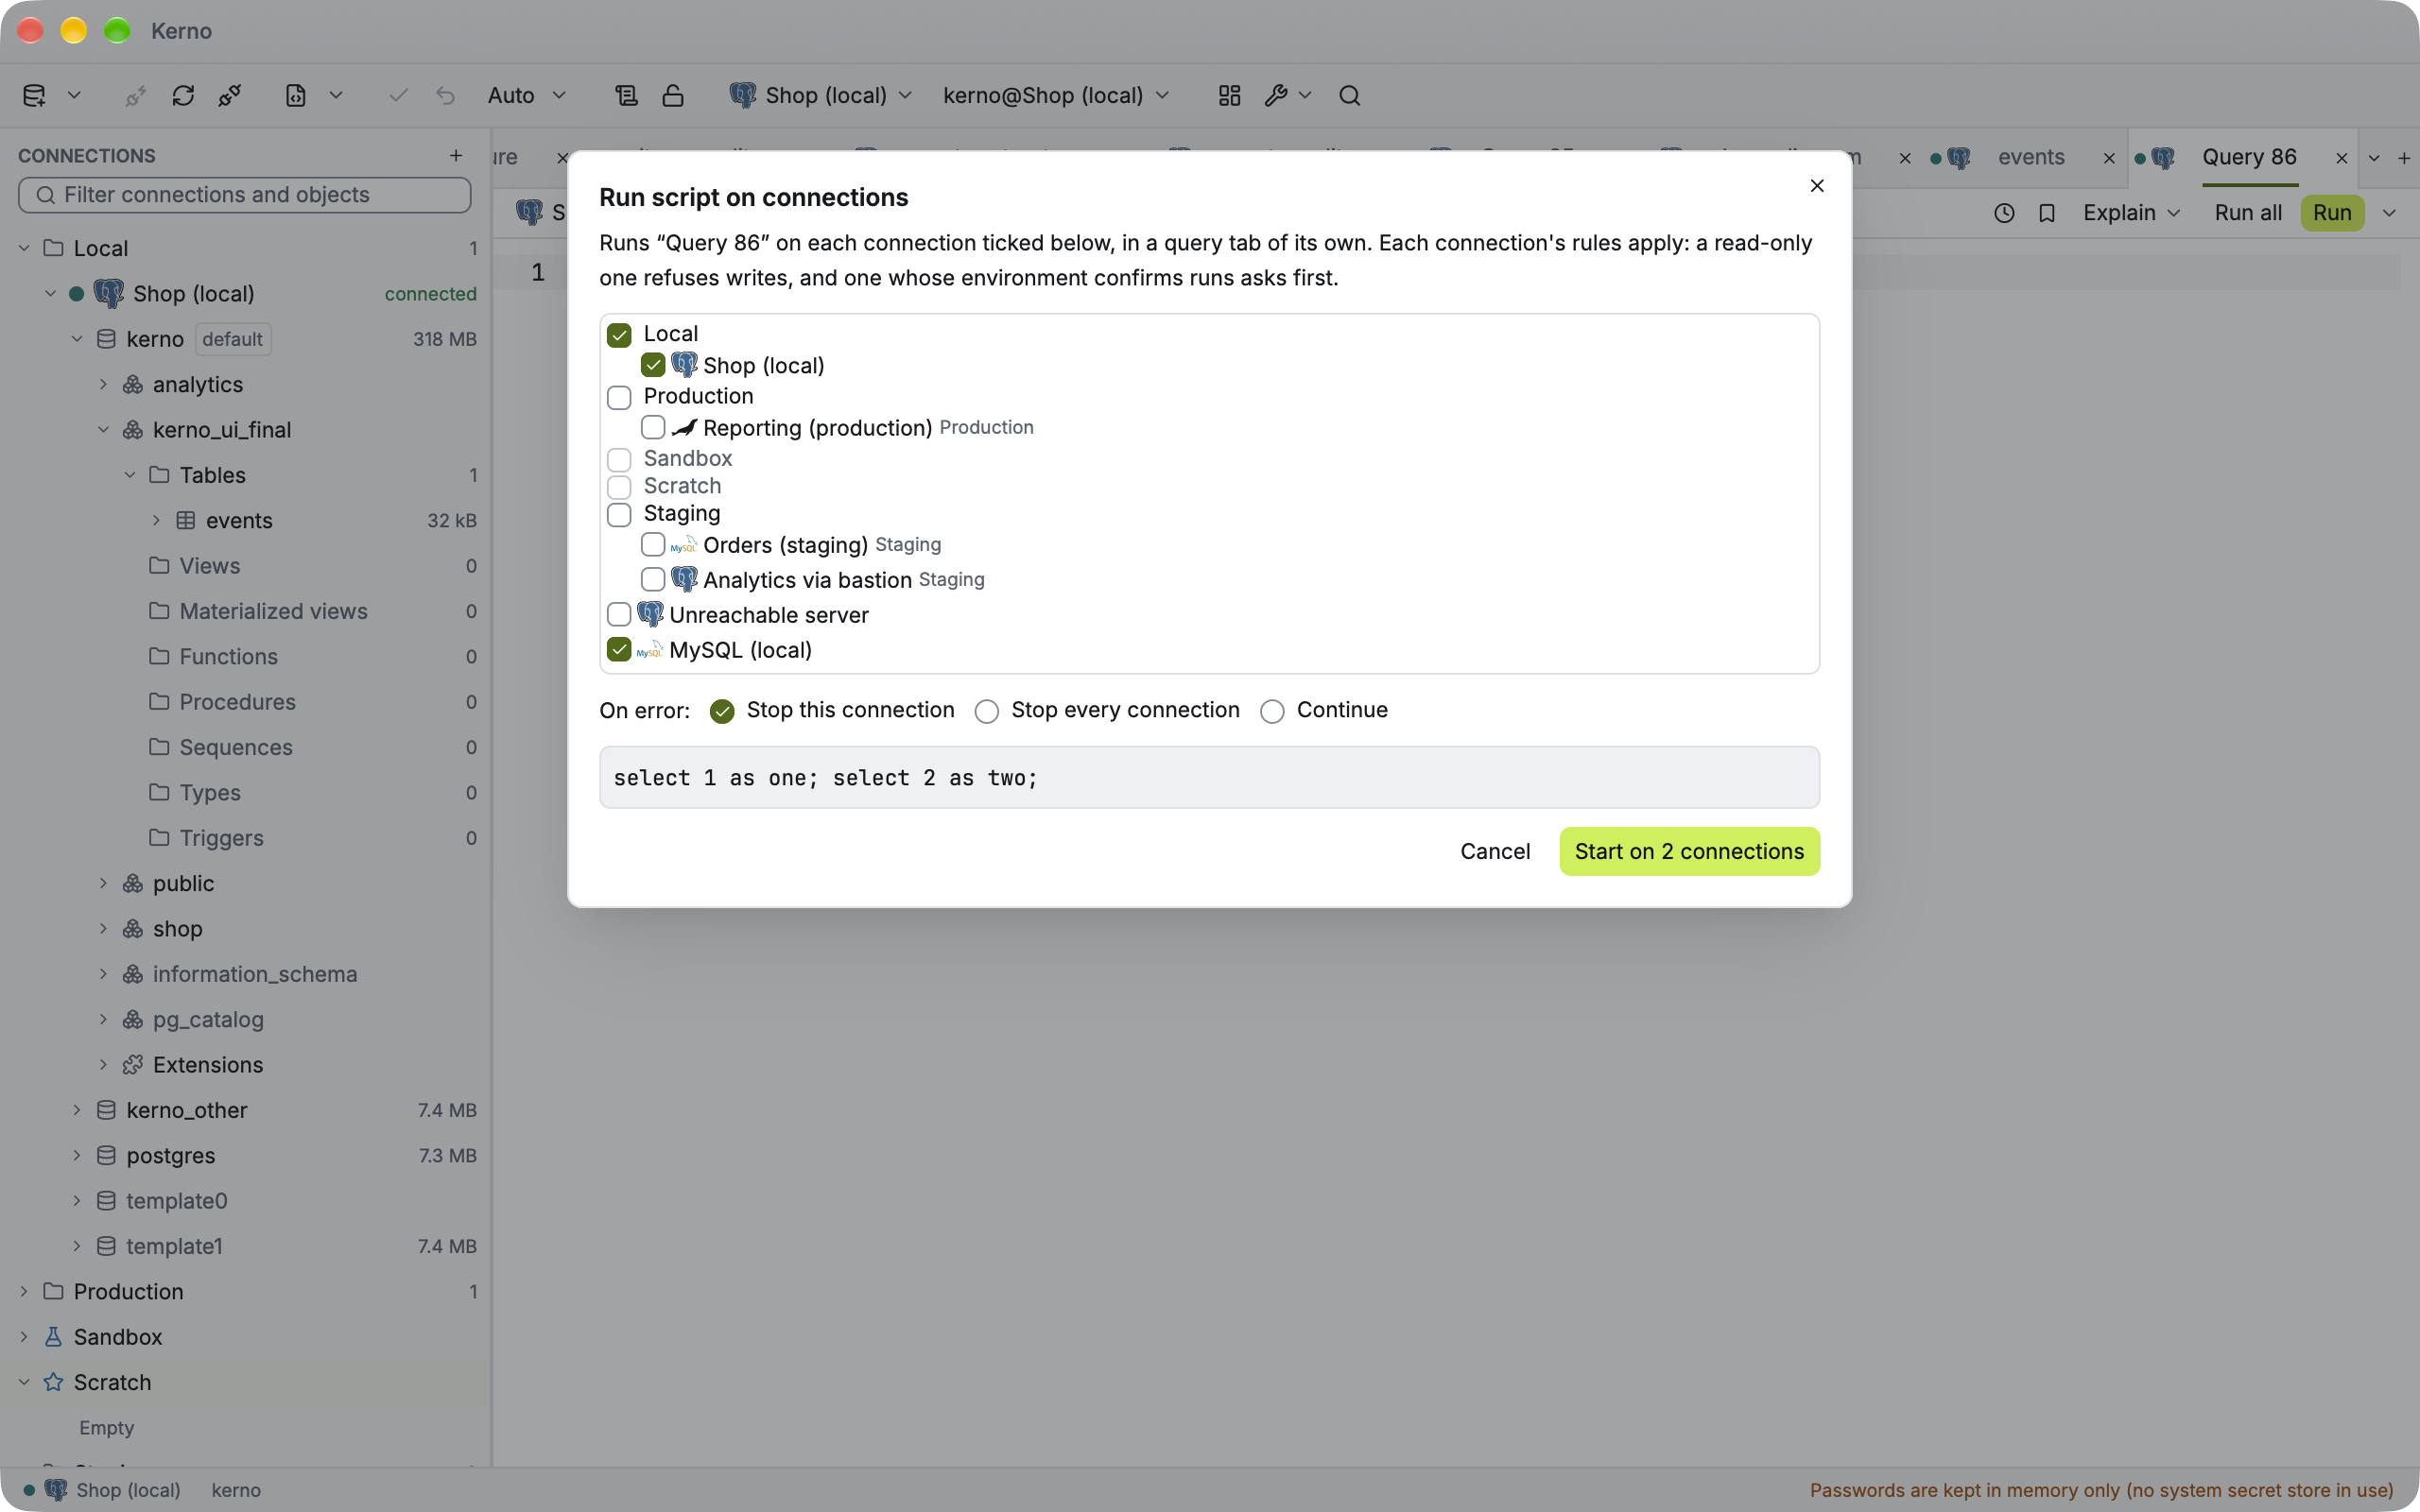 Kerno
Auto
Shop (local)
kerno@Shop (local)
CONNECTIONS
Filter connections and objects
Local 1
Shop (local) connected
kerno default 318 MB
analytics
kerno_ui_final
Tables 1
events 32 kB
Views 0
Materialized views 0
Functions 0
Procedures 0
Sequences 0
Types 0
Triggers 0
public
shop
information_schema
pg_catalog
Extensions
kerno_other 7.4 MB
postgres 7.3 MB
template0
template1 7.4 MB
Production 1
Sandbox
Scratch
Empty
events
Query 86
Explain
Run all
Run
1
Run script on connections
Runs “Query 86” on each connection ticked below, in a query tab of its own. Each connection's rules apply: a read-only
one refuses writes, and one whose environment confirms runs asks first.
Local
Shop (local)
Production
Reporting (production) Production
Sandbox
Scratch
Staging
MySQL Orders (staging) Staging
Analytics via bastion Staging
Unreachable server
MySQL MySQL (local)
On error: Stop this connection Stop every connection Continue
select 1 as one; select 2 as two;
Cancel
Start on 2 connections
Shop (local) kerno
Passwords are kept in memory only (no system secret store in use)